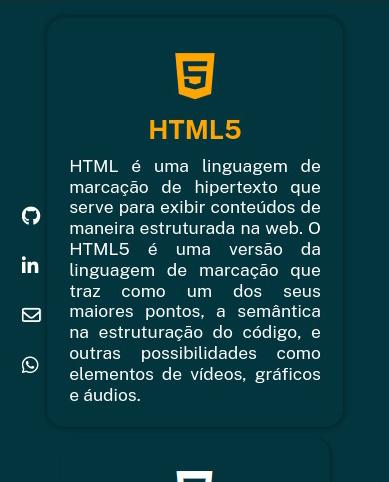 HTML5
HTML é uma linguagem de
marcação de hipertexto que
serve para exibir conteúdos de
maneira estruturada na web. O
HTML5 é uma versão da
linguagem de marcação que
traz como um dos seus
maiores pontos, a semântica
na estruturação do código, e
outras possibilidades como
elementos de vídeos, gráficos
e áudios.